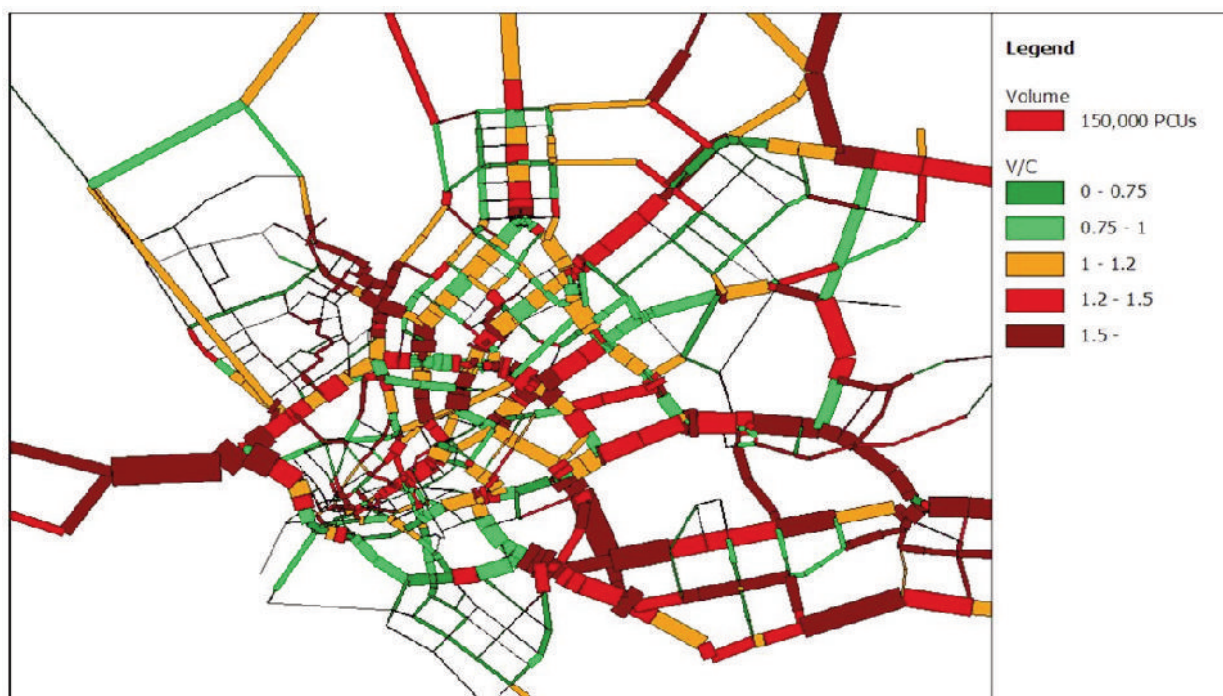 Legend
Volume
150,000 PCUs
V/C
0 - 0.75
0.75 - 1
1 - 1.2
1.2 - 1.5
1.5 -